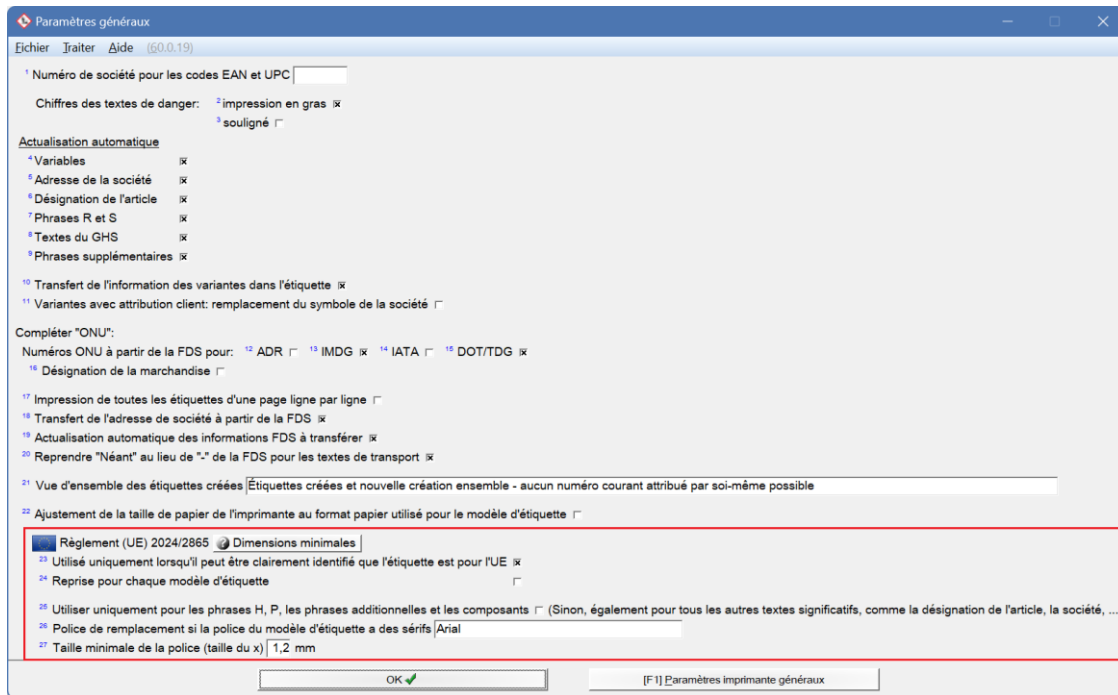 Paramètres généraux
Fichier Traiter Aide (60.0.19)
1 Numéro de société pour les codes EAN et UPC
Chiffres des textes de danger: 2 impression en gras
3 souligné
Actualisation automatique
4 Variables
5 Adresse de la société
6 Désignation de l'article
7 Phrases R et S
8 Textes du GHS
9 Phrases supplémentaires
10 Transfert de l'information des variantes dans l'étiquette
11 Variantes avec attribution client: remplacement du symbole de la société
Compléter "ONU":
Numéros ONU à partir de la FDS pour: 12 ADR 13 IMDG 14 IATA 15 DOT/TDG
16 Désignation de la marchandise
17 Impression de toutes les étiquettes d'une page ligne par ligne
18 Transfert de l'adresse de société à partir de la FDS
19 Actualisation automatique des informations FDS à transférer
20 Reprendre "Néant" au lieu de "-" de la FDS pour les textes de transport
21 Vue d'ensemble des étiquettes créées Étiquettes créées et nouvelle création ensemble - aucun numéro courant attribué par soi-même possible
22 Ajustement de la taille de papier de l'imprimante au format papier utilisé pour le modèle d'étiquette
Règlement (UE) 2024/2865 Dimensions minimales
23 Utilisé uniquement lorsqu'il peut être clairement identifié que l'étiquette est pour l'UE
24 Reprise pour chaque modèle d'étiquette
25 Utiliser uniquement pour les phrases H, P, les phrases additionnelles et les composants (Sinon, également pour tous les autres textes significatifs, comme la désignation de l'article, la société, ...
26 Police de remplacement si la police du modèle d'étiquette a des sérifs Arial
27 Taille minimale de la police (taille du x) 1,2 mm
OK [F1] Paramètres imprimante généraux